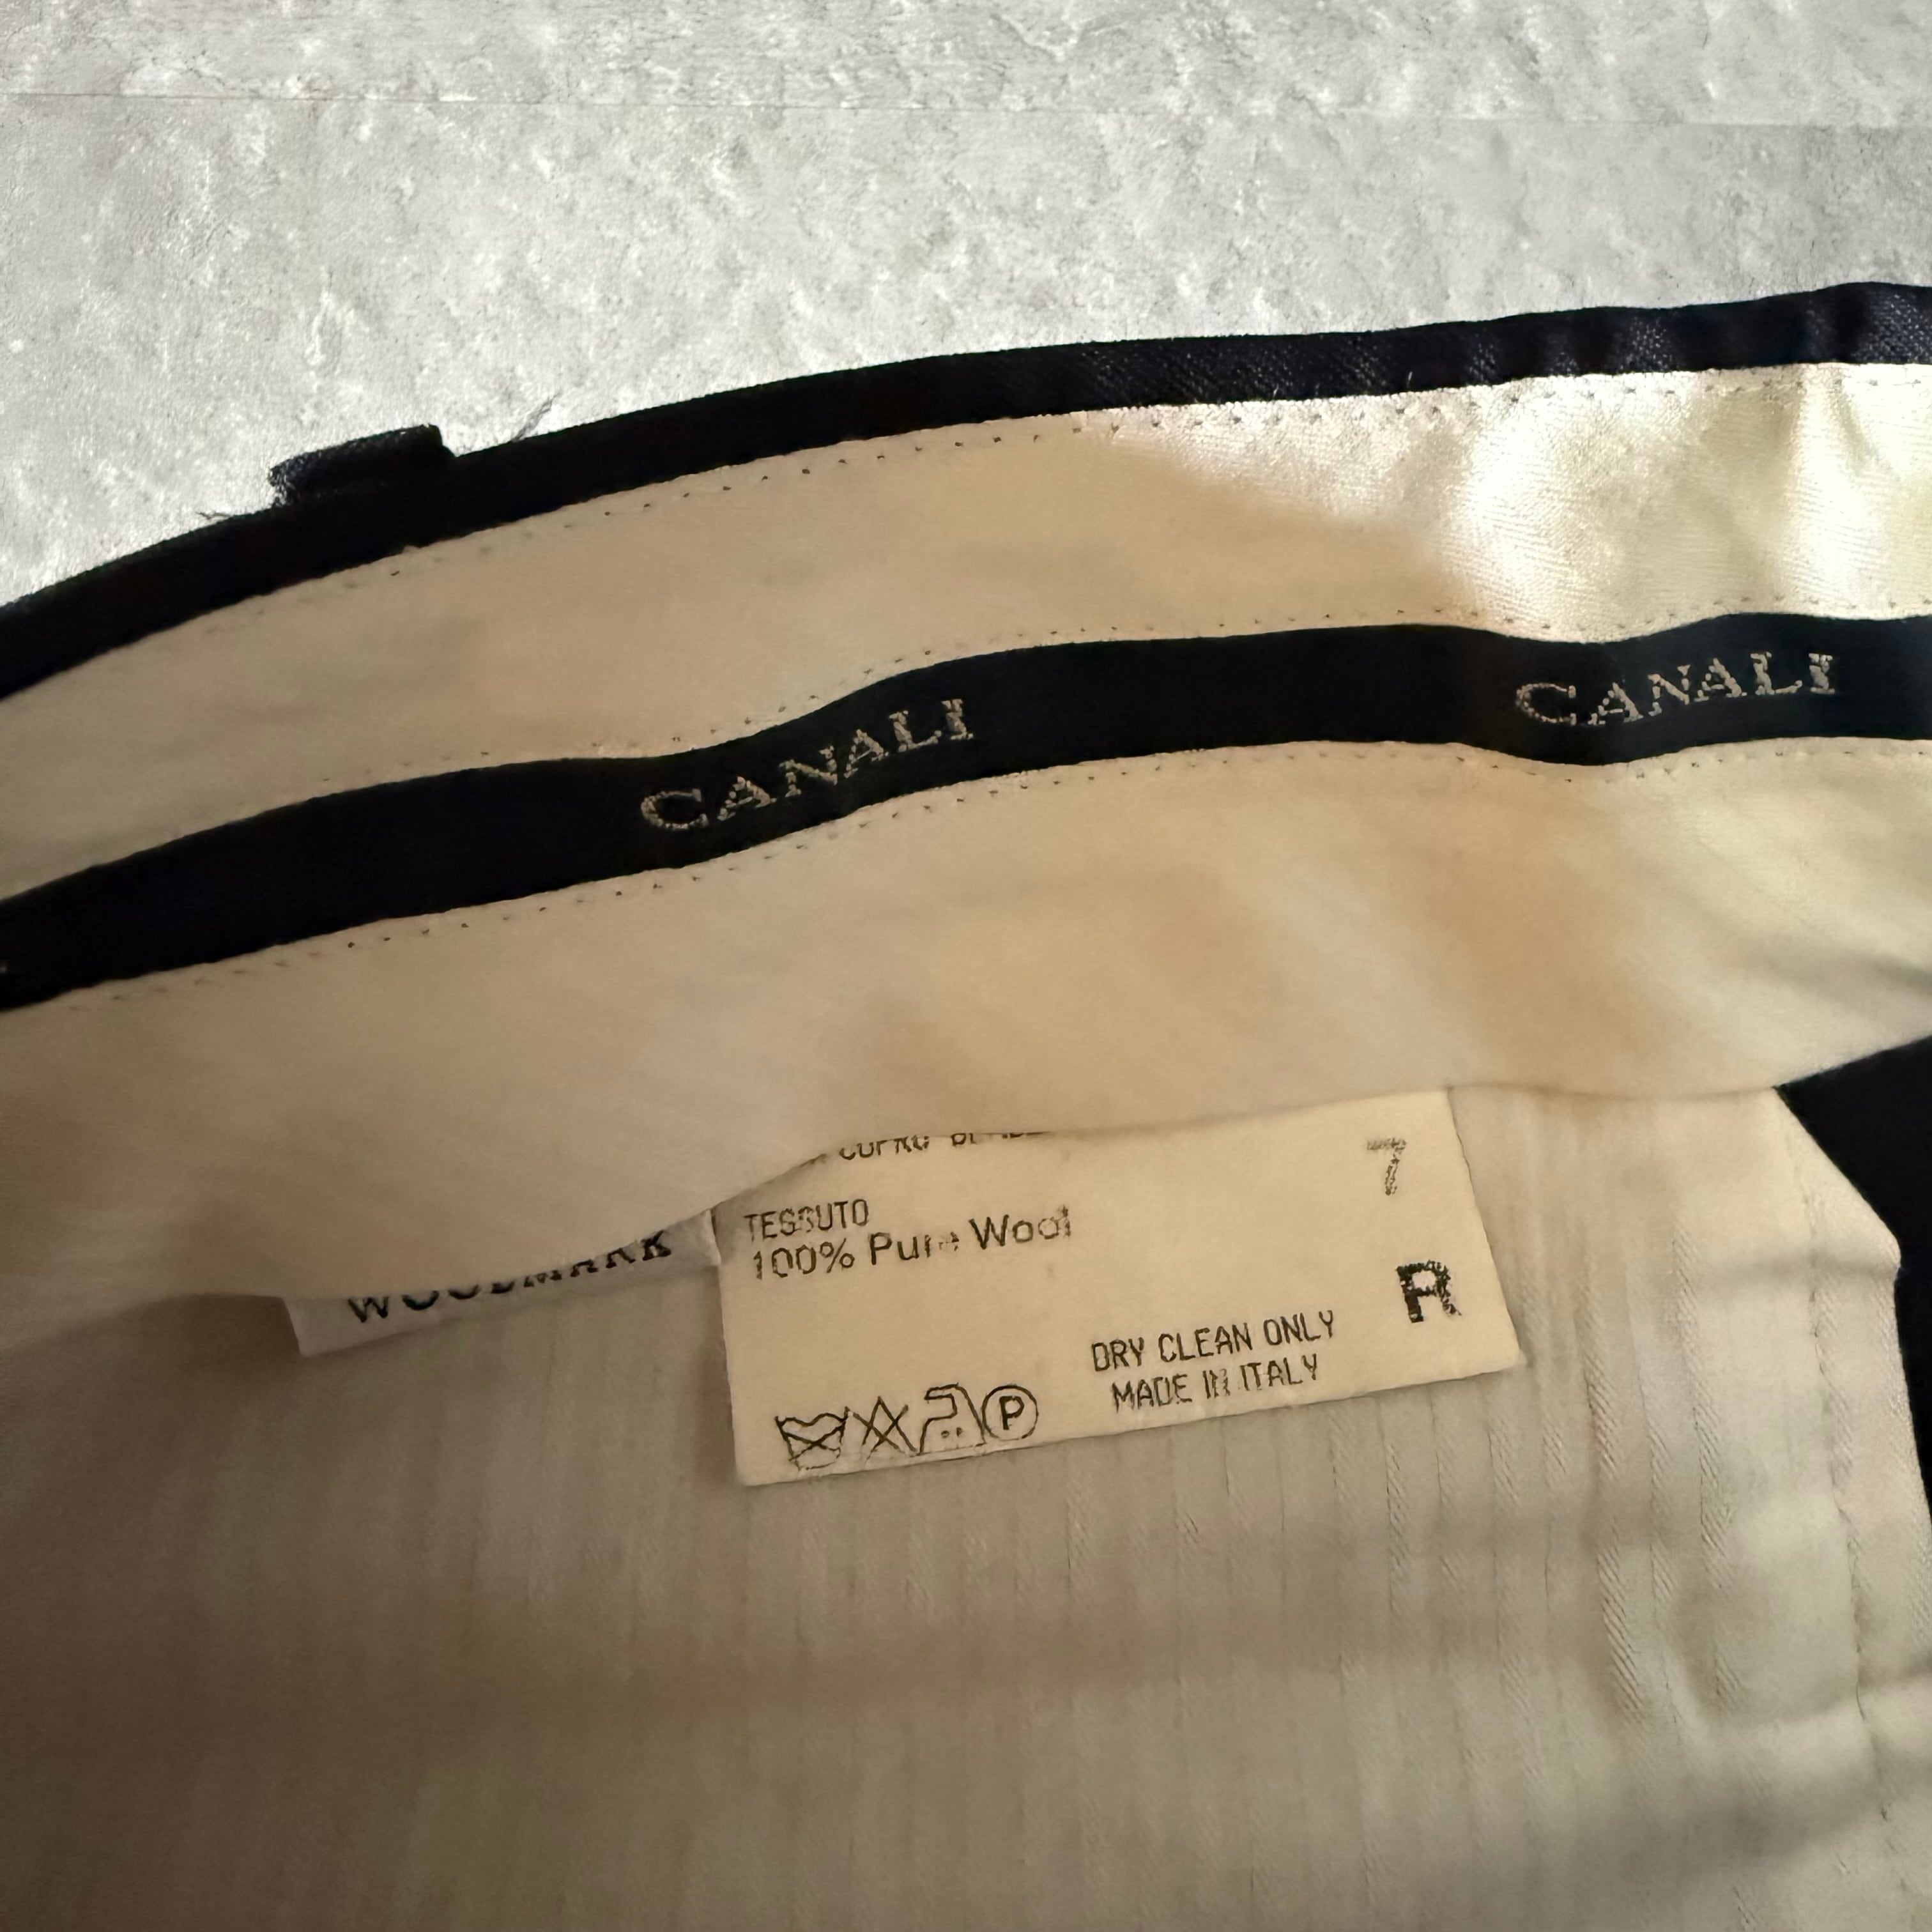 CANALI
CANALI
7
TESSUTO
100% Pure Wool
R
DRY CLEAN ONLY
MADE IN ITALY
P